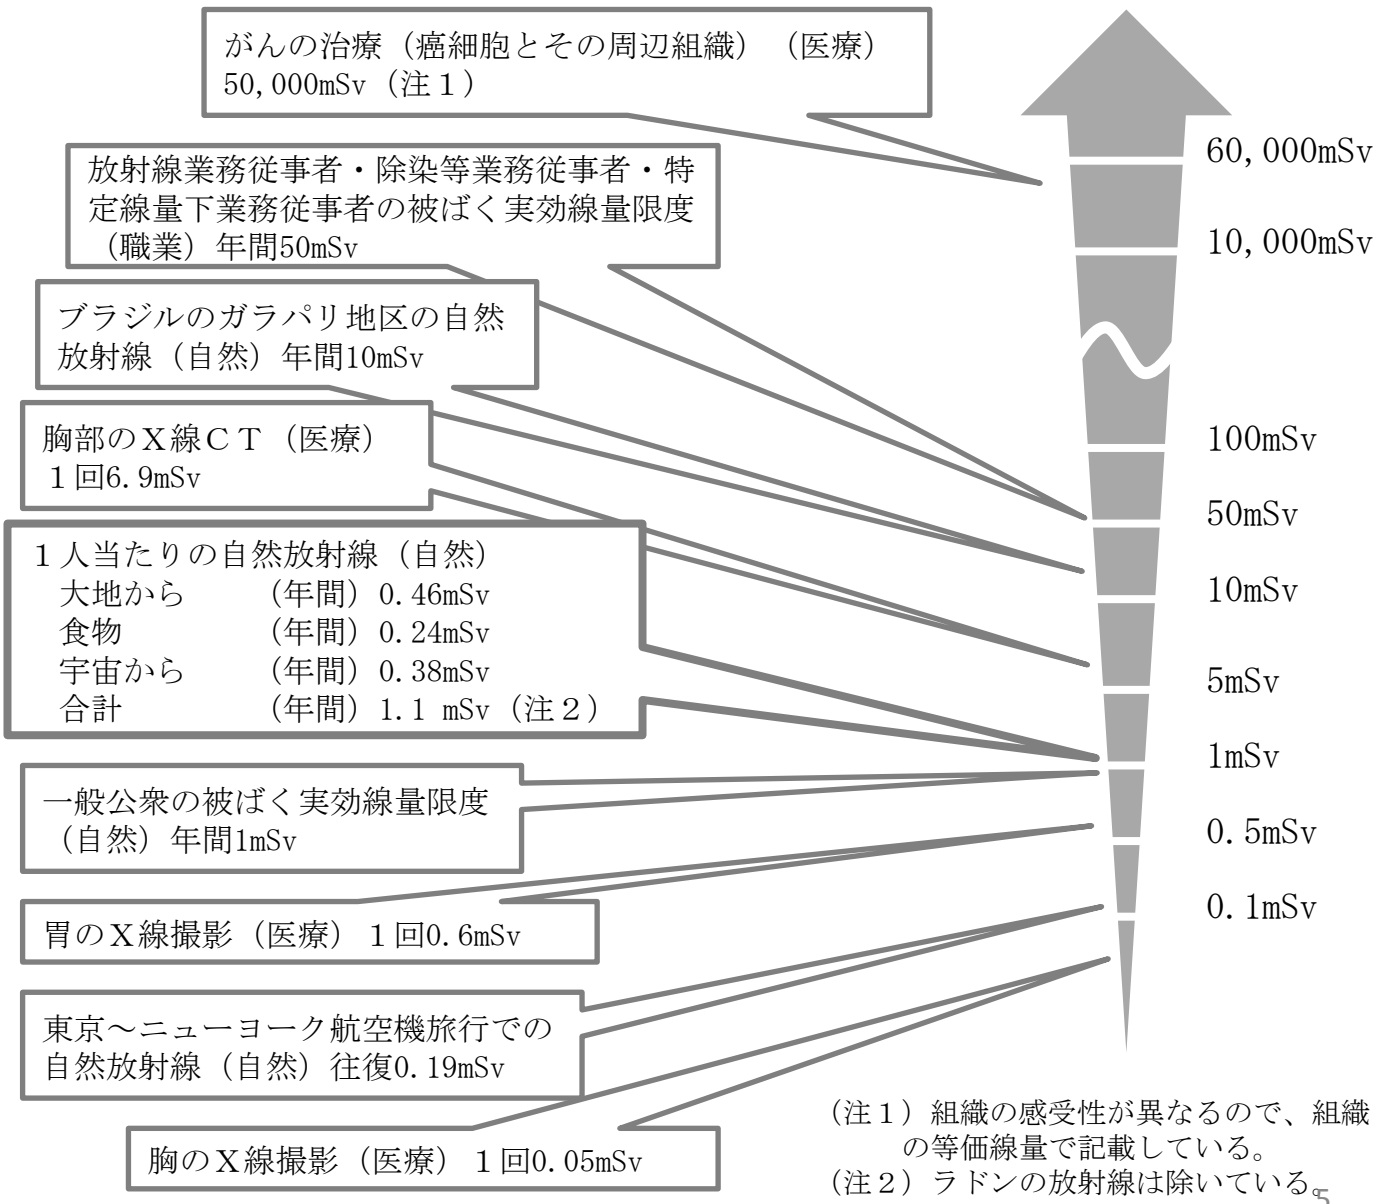 がんの治療（癌細胞とその周辺組織）（医療）
50,000mSv（注１）
放射線業務従事者・除染等業務従事者・特
定線量下業務従事者の被ばく実効線量限度
（職業）年間50mSv
ブラジルのガラパリ地区の自然
放射線（自然）年間10mSv
胸部のＸ線ＣＴ（医療）
１回6.9mSv
１人当たりの自然放射線（自然）
大地から （年間）0.46mSv
食物 （年間）0.24mSv
宇宙から （年間）0.38mSv
合計 （年間）1.1 mSv（注２）
一般公衆の被ばく実効線量限度
（自然）年間1mSv
胃のＸ線撮影（医療）１回0.6mSv
東京～ニューヨーク航空機旅行での
自然放射線（自然）往復0.19mSv
胸のＸ線撮影（医療）１回0.05mSv
60,000mSv
10,000mSv
100mSv
50mSv
10mSv
5mSv
1mSv
0.5mSv
0.1mSv
（注１）組織の感受性が異なるので、組織
の等価線量で記載している。
（注２）ラドンの放射線は除いている。
5